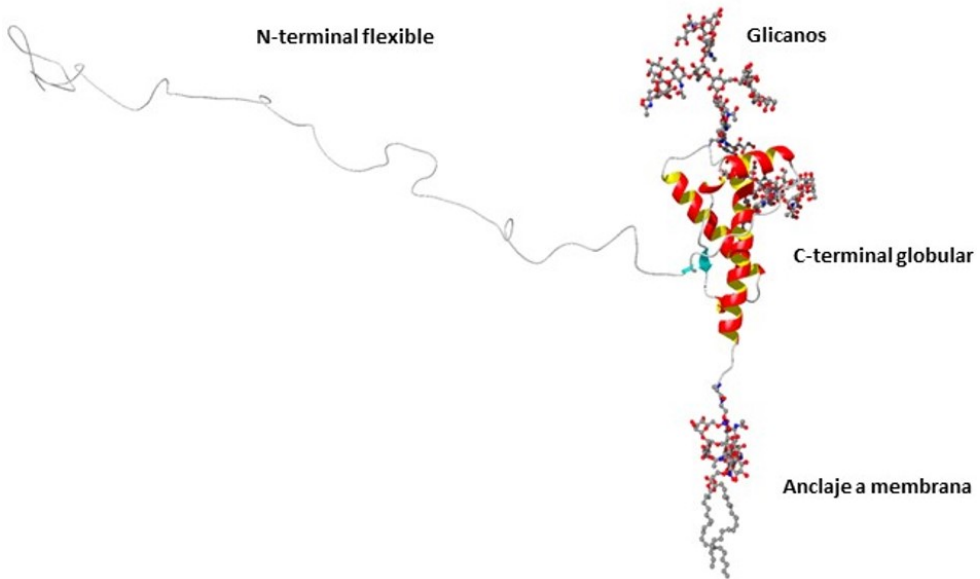 N-terminal flexible
Glicanos
C-terminal globular
Anclaje a membrana